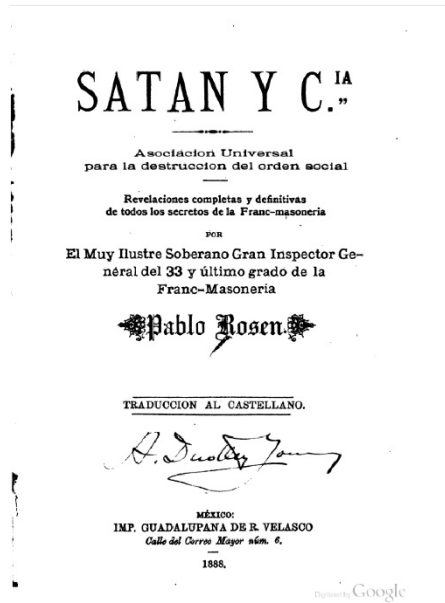 SATAN Y C.IA
Asociacion Universal
para la destruccion del orden social
Revelaciones completas y definitivas
de todos los secretos de la Franc-masoneria
POR
El Muy Ilustre Soberano Gran Inspector Ge-
néral del 33 y último grado de la
Franc-Masonería
Pablo Rosen.
TRADUCCION AL CASTELLANO.
MÉXICO:
IMP. GUADALUPANA DE R. VELASCO
Calle del Correo Mayor núm. 6.
1888.
Digitized by Google